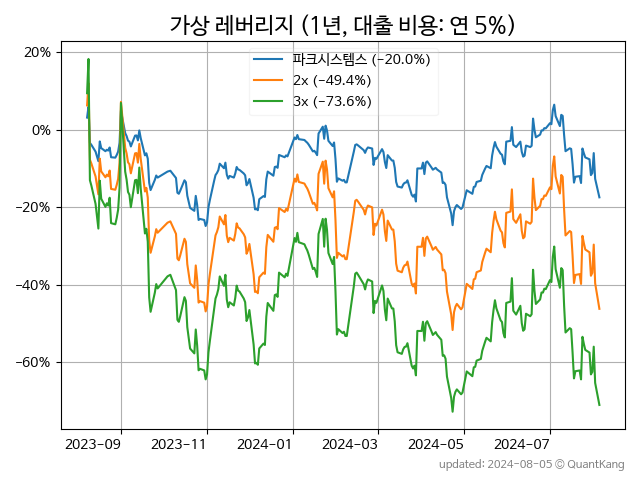 가상 레버리지 (1년, 대출 비용: 연 5%)
파크시스템스 (−20.0%)
2x (−49.4%)
3x (−73.6%)
20%
0%
−20%
−40%
−60%
2023-09 2023-11 2024-01 2024-03 2024-05 2024-07
updated: 2024-08-05 © QuantKang